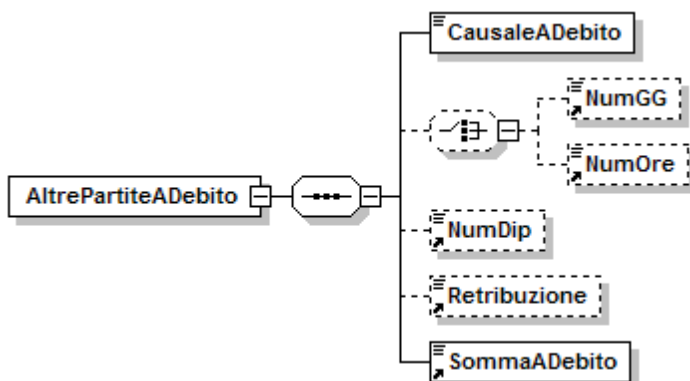 CausaleADebito
NumGG
NumOre
AltrePartiteADebito
NumDip
Retribuzione
SommaADebito